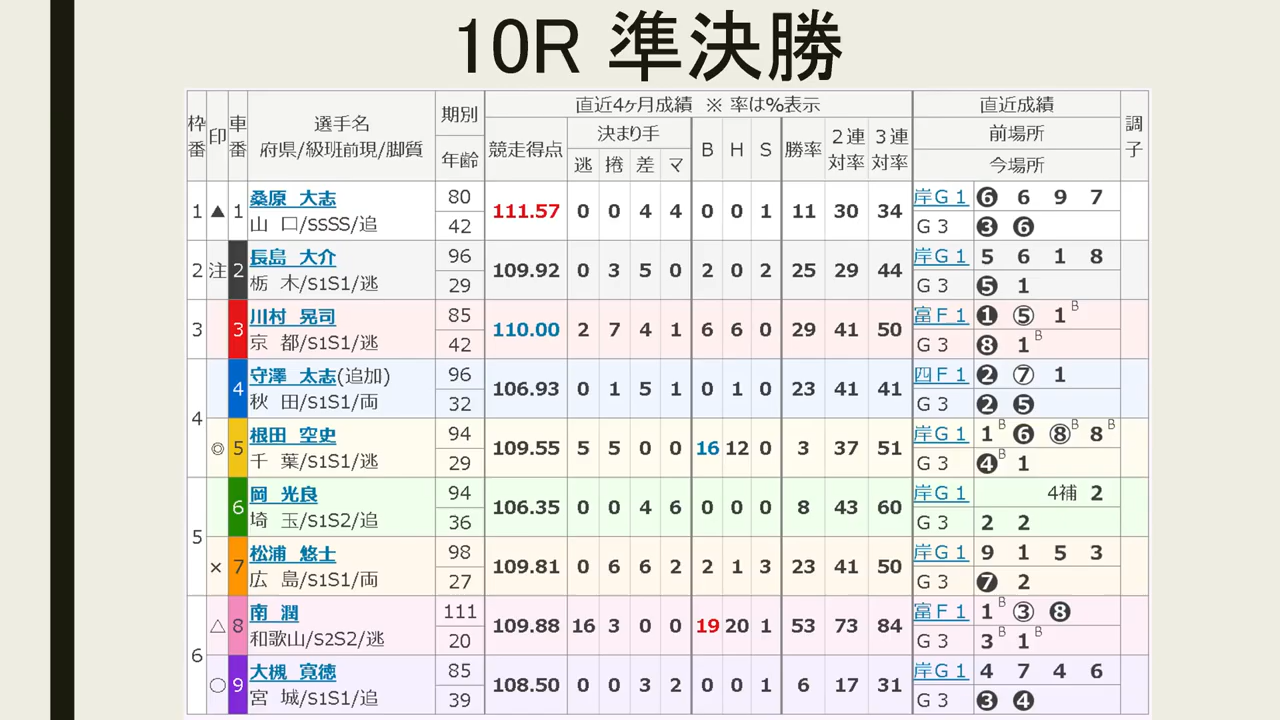 10R 準決勝
枠番 印 車番 選手名 府県/級班前現/脚質 期別 年齢 直近4ヶ月成績 ※ 率は%表示 直近成績 調子
競走得点 決まり手 B H S 勝率 2連対率 3連対率 前場所
逃 捲 差 マ 今場所
1 ▲ 1 桑原 大志 80 111.57 0 0 4 4 0 0 1 11 30 34 岸G1 ❻ 6 9 7
山 口/SSSS/追 42 G3 ❸ ❻
2 注 2 長島 大介 96 109.92 0 3 5 0 2 0 2 25 29 44 岸G1 5 6 1 8
栃 木/S1S1/逃 29 G3 ❺ 1
3 3 川村 晃司 85 110.00 2 7 4 1 6 6 0 29 41 50 富F1 ❶ ⑤ 1B
京 都/S1S1/逃 42 G3 ❽ 1B
4 4 守澤 太志(追加) 96 106.93 0 1 5 1 0 1 0 23 41 41 四F1 ❷ ⑦ 1
秋 田/S1S1/両 32 G3 ❷ ❺
◎ 5 根田 空史 94 109.55 5 5 0 0 16 12 0 3 37 51 岸G1 1B ❻ ⑧B 8B
千 葉/S1S1/逃 29 G3 ❹B 1
5 6 岡 光良 94 106.35 0 0 4 6 0 0 0 8 43 60 岸G1 4補 2
埼 玉/S1S2/追 36 G3 2 2
× 7 松浦 悠士 98 109.81 0 6 6 2 2 1 3 23 41 50 岸G1 9 1 5 3
広 島/S1S1/両 27 G3 ❼ 2
6 △ 8 南 潤 111 109.88 16 3 0 0 19 20 1 53 73 84 富F1 1B ③ ❽
和歌山/S2S2/逃 20 G3 3B 1B
○ 9 大槻 寛徳 85 108.50 0 0 3 2 0 0 1 6 17 31 岸G1 4 7 4 6
宮 城/S1S1/追 39 G3 ❸ ❹